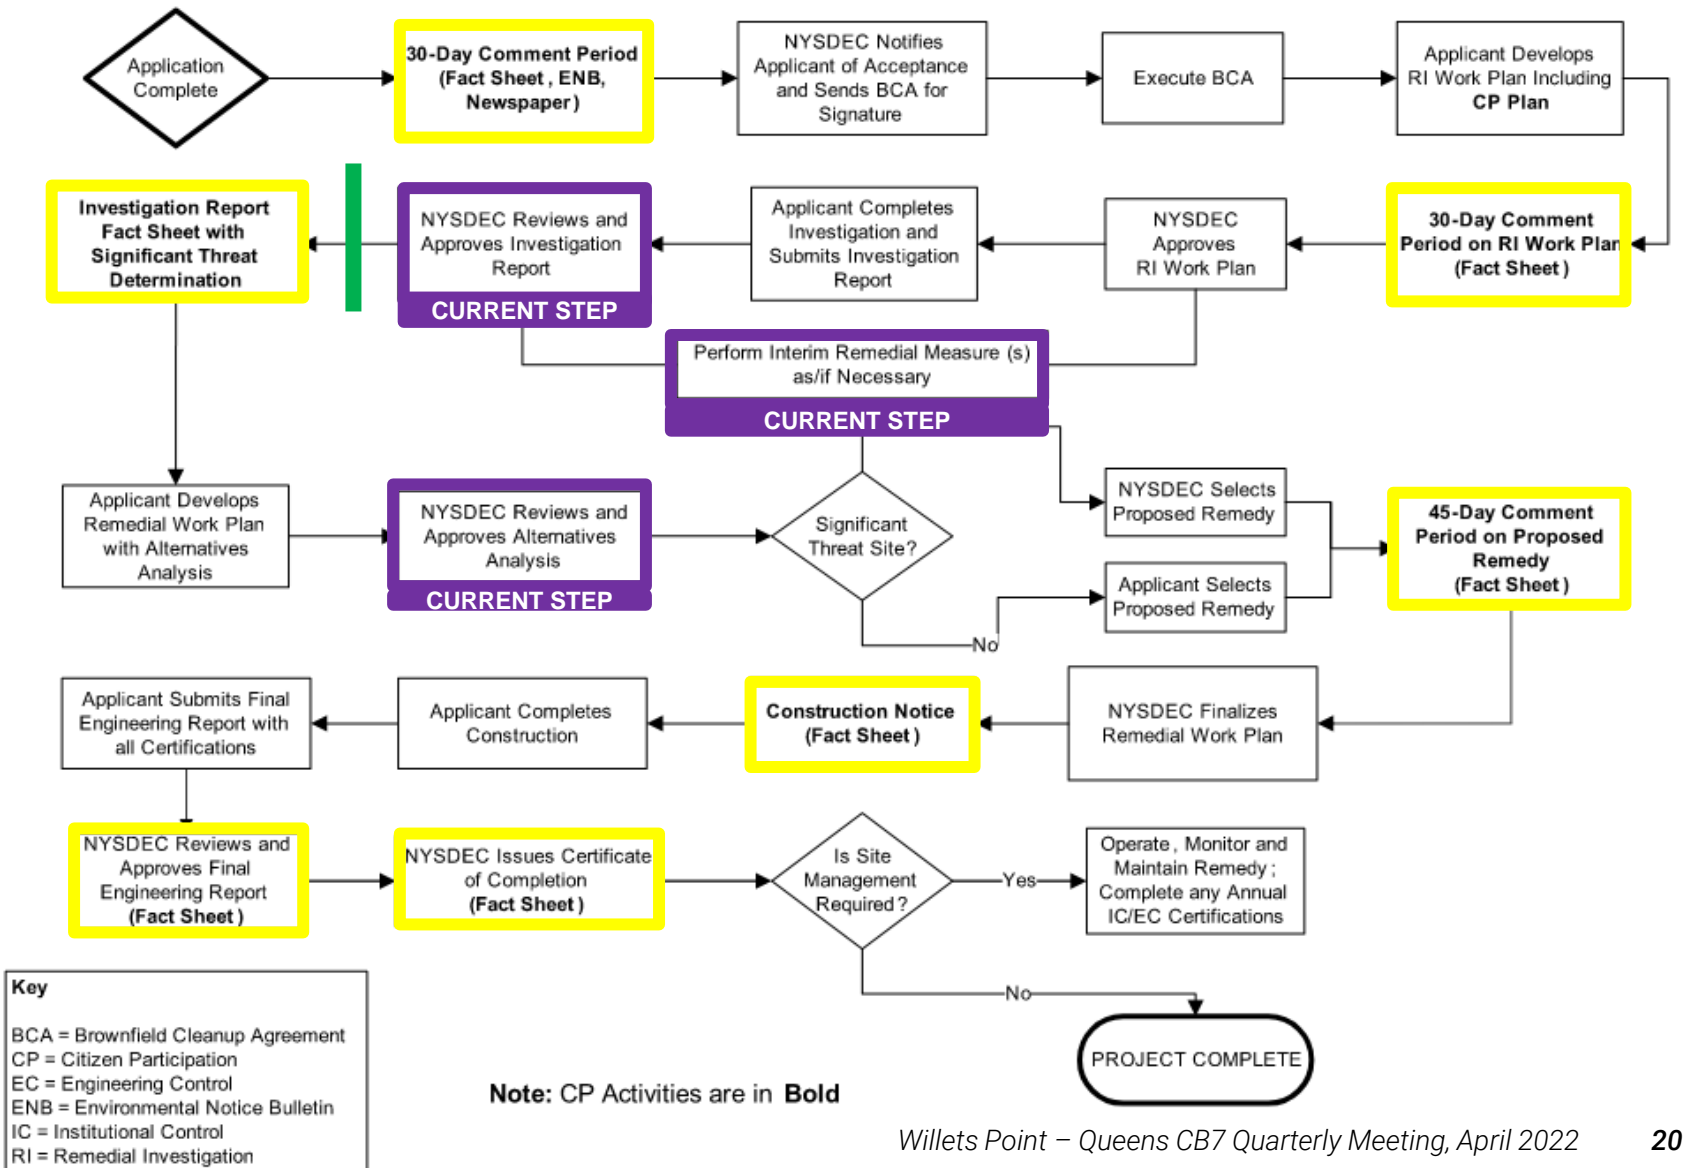 Application
Complete
30-Day Comment Period
(Fact Sheet, ENB,
Newspaper)
NYSDEC Notifies
Applicant of Acceptance
and Sends BCA for
Signature
Execute BCA
Applicant Develops
RI Work Plan Including
CP Plan
Investigation Report
Fact Sheet with
Significant Threat
Determination
NYSDEC Reviews and
Approves Investigation
Report
CURRENT STEP
Applicant Completes
Investigation and
Submits Investigation
Report
NYSDEC
Approves
RI Work Plan
30-Day Comment
Period on RI Work Plan
(Fact Sheet)
Perform Interim Remedial Measure (s)
as/if Necessary
CURRENT STEP
Applicant Develops
Remedial Work Plan
with Alternatives
Analysis
NYSDEC Reviews and
Approves Alternatives
Analysis
CURRENT STEP
Significant
Threat Site?
No
NYSDEC Selects
Proposed Remedy
Applicant Selects
Proposed Remedy
45-Day Comment
Period on Proposed
Remedy
(Fact Sheet)
Applicant Submits Final
Engineering Report with
all Certifications
Applicant Completes
Construction
Construction Notice
(Fact Sheet)
NYSDEC Finalizes
Remedial Work Plan
NYSDEC Reviews and
Approves Final
Engineering Report
(Fact Sheet)
NYSDEC Issues Certificate
of Completion
(Fact Sheet)
Is Site
Management
Required?
Yes
Operate, Monitor and
Maintain Remedy;
Complete any Annual
IC/EC Certifications
No
PROJECT COMPLETE
Key
BCA = Brownfield Cleanup Agreement
CP = Citizen Participation
EC = Engineering Control
ENB = Environmental Notice Bulletin
IC = Institutional Control
RI = Remedial Investigation
Note: CP Activities are in Bold
Willets Point – Queens CB7 Quarterly Meeting, April 2022 20